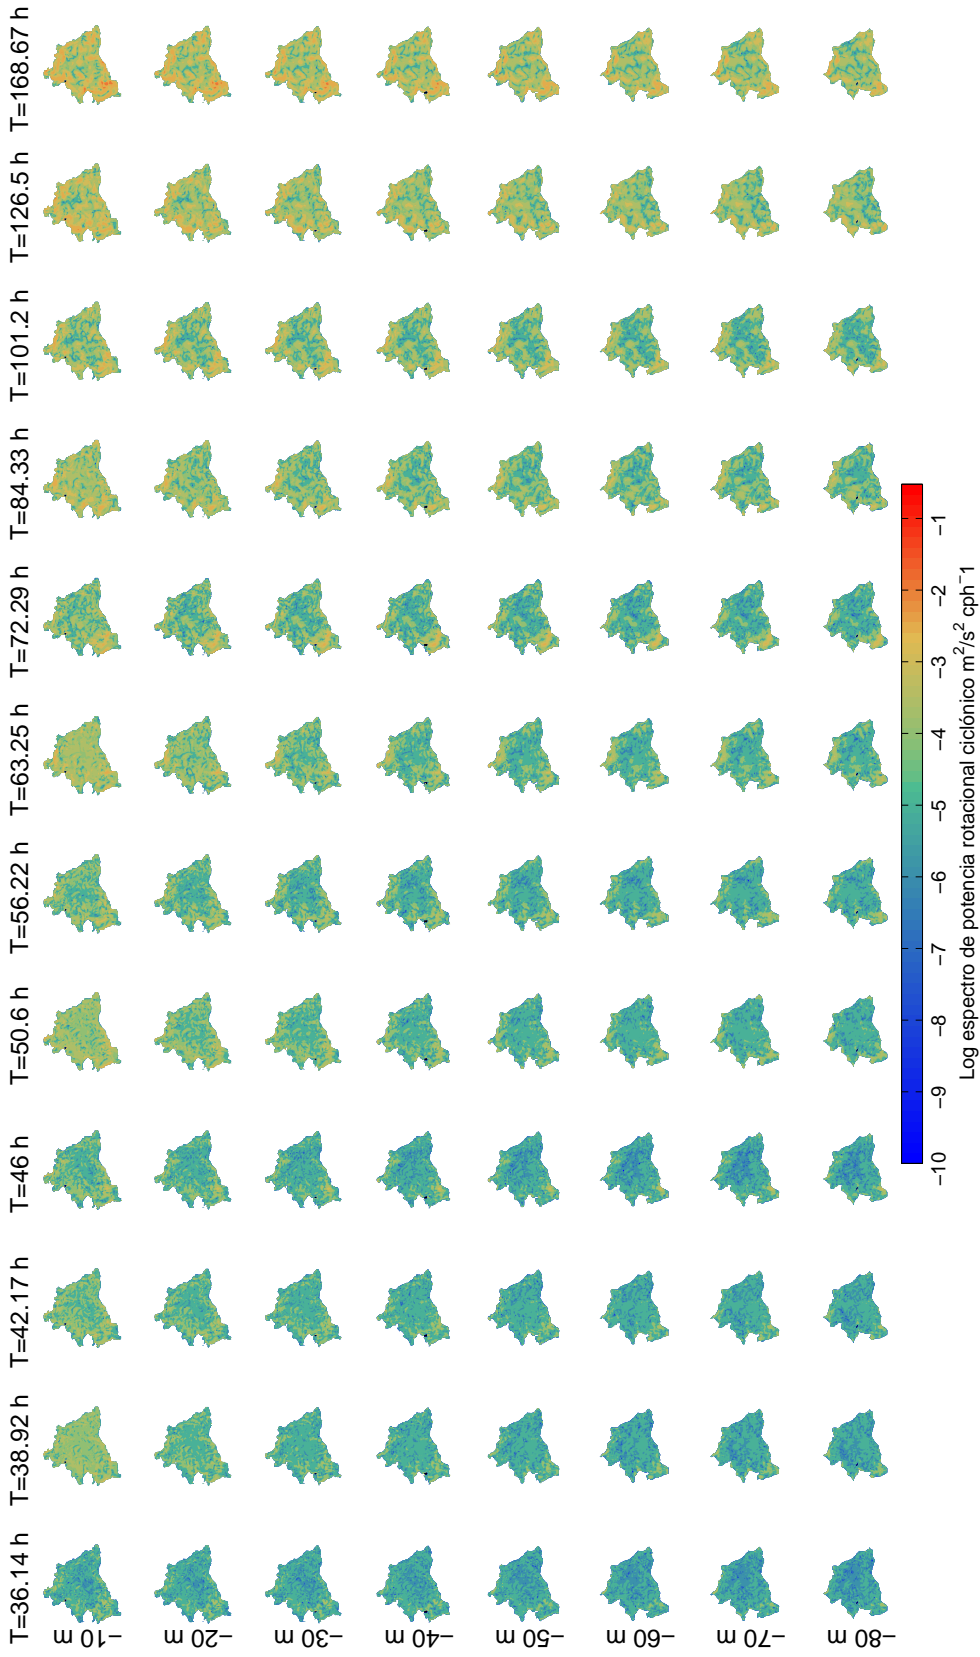 T=36.14 h
T=38.92 h
T=42.17 h
T=46 h
T=50.6 h
T=56.22 h
T=63.25 h
T=72.29 h
T=84.33 h
T=101.2 h
T=126.5 h
T=168.67 h
−10 m
−20 m
−30 m
−40 m
−50 m
−60 m
−70 m
−80 m
−10
−9
−8
−7
−6
−5
−4
−3
−2
−1
Log espectro de potencia rotacional ciclónico m²/s² cph⁻1